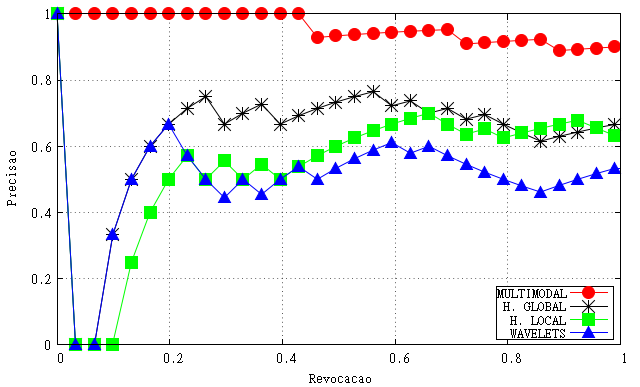 1
0.8
0.6
0.4
0.2
0
Precisao
0 0.2 0.4 0.6 0.8 1
Revocacao
MULTIMODAL
H. GLOBAL
H. LOCAL
WAVELETS